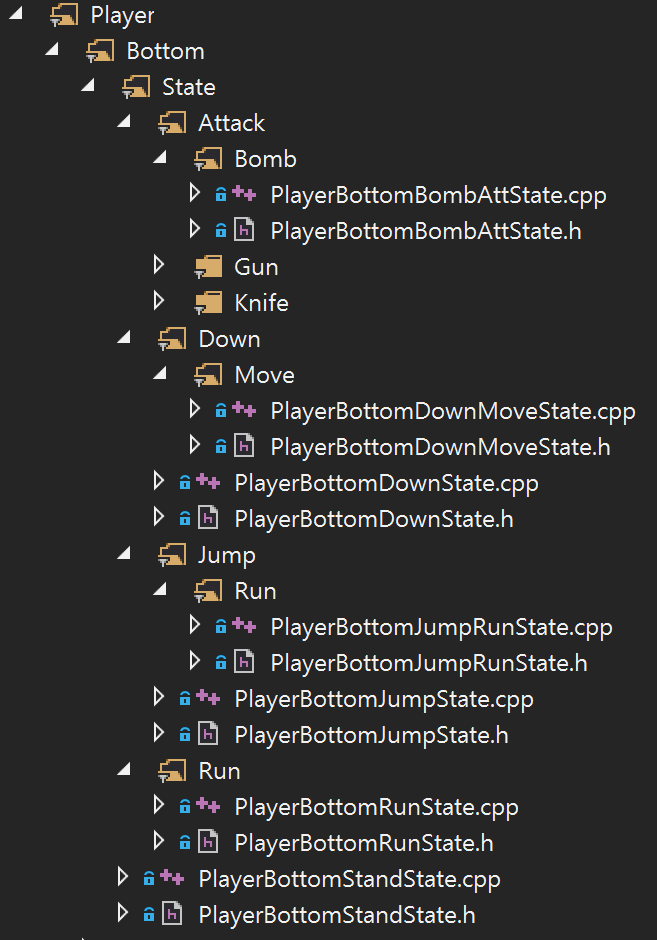 Player
Bottom
State
Attack
Bomb
PlayerBottomBombAttState.cpp
PlayerBottomBombAttState.h
Gun
Knife
Down
Move
PlayerBottomDownMoveState.cpp
PlayerBottomDownMoveState.h
PlayerBottomDownState.cpp
PlayerBottomDownState.h
Jump
Run
PlayerBottomJumpRunState.cpp
PlayerBottomJumpRunState.h
PlayerBottomJumpState.cpp
PlayerBottomJumpState.h
Run
PlayerBottomRunState.cpp
PlayerBottomRunState.h
PlayerBottomStandState.cpp
PlayerBottomStandState.h